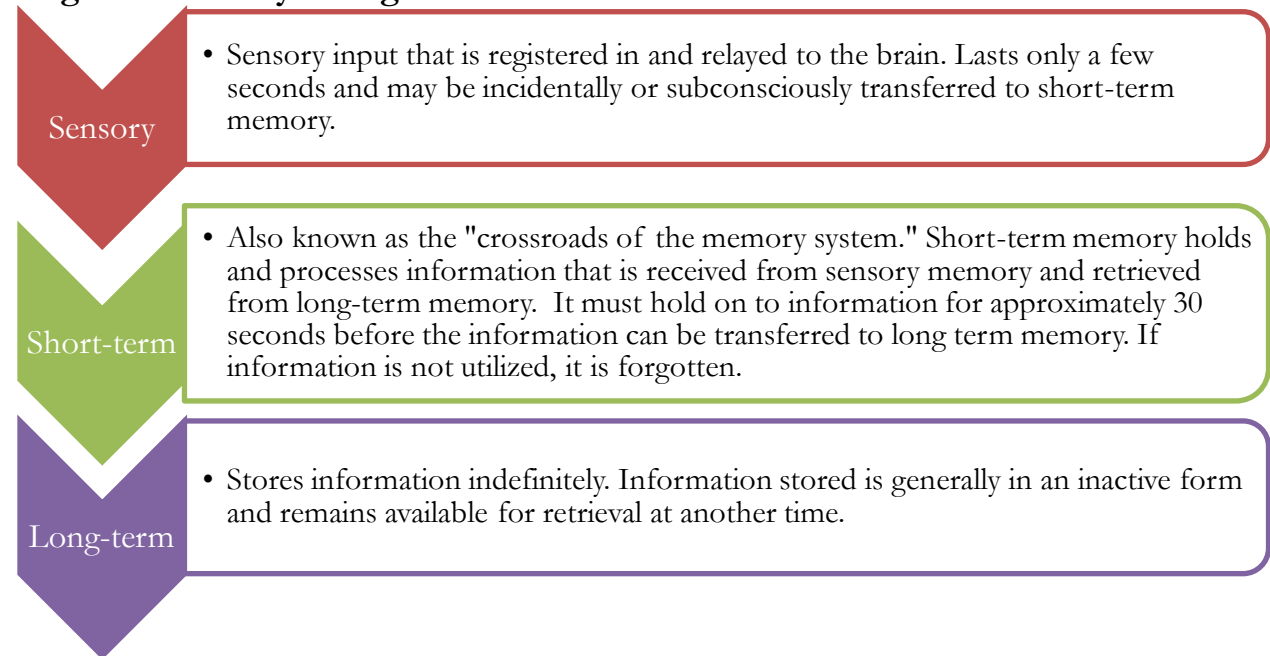 Sensory
• Sensory input that is registered in and relayed to the brain. Lasts only a few
seconds and may be incidentally or subconsciously transferred to short-term
memory.
Short-term
• Also known as the "crossroads of the memory system." Short-term memory holds
and processes information that is received from sensory memory and retrieved
from long-term memory.  It must hold on to information for approximately 30
seconds before the information can be transferred to long term memory. If
information is not utilized, it is forgotten.
Long-term
• Stores information indefinitely. Information stored is generally in an inactive form
and remains available for retrieval at another time.